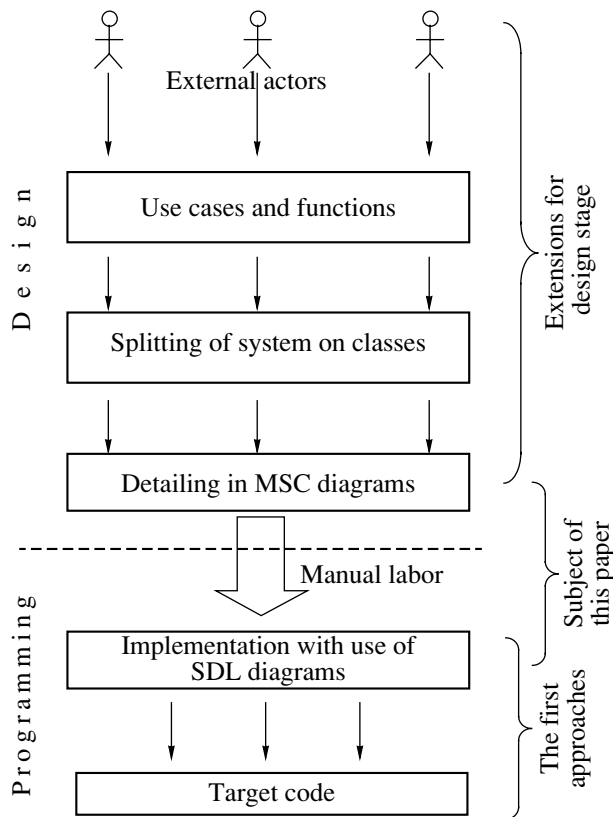 External actors
Use cases and functions
Splitting of system on classes
Detailing in MSC diagrams
Manual labor
Implementation with use of
SDL diagrams
Target code
Design
Programming
Extensions for
design stage
Subject of
this paper
The first
approaches